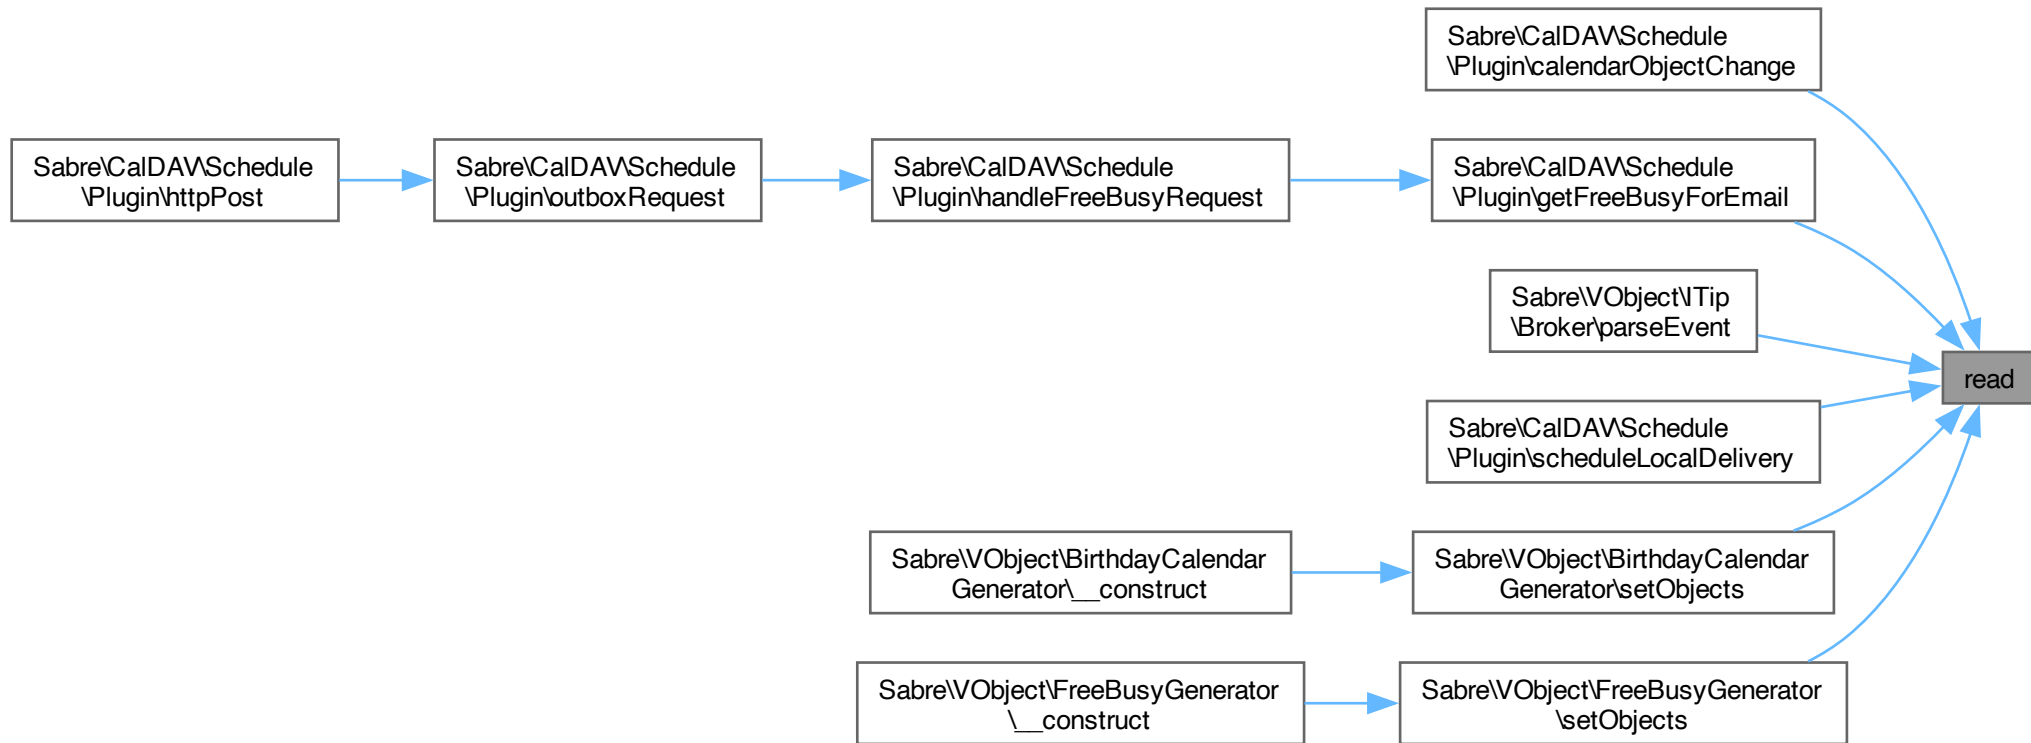 Sabre\CalDAV\Schedule
\Plugin\calendarObjectChange
Sabre\CalDAV\Schedule
\Plugin\httpPost
Sabre\CalDAV\Schedule
\Plugin\outboxRequest
Sabre\CalDAV\Schedule
\Plugin\handleFreeBusyRequest
Sabre\CalDAV\Schedule
\Plugin\getFreeBusyForEmail
Sabre\VObject\ITip
\Broker\parseEvent
read
Sabre\CalDAV\Schedule
\Plugin\scheduleLocalDelivery
Sabre\VObject\BirthdayCalendar
Generator\__construct
Sabre\VObject\BirthdayCalendar
Generator\setObjects
Sabre\VObject\FreeBusyGenerator
\__construct
Sabre\VObject\FreeBusyGenerator
\setObjects